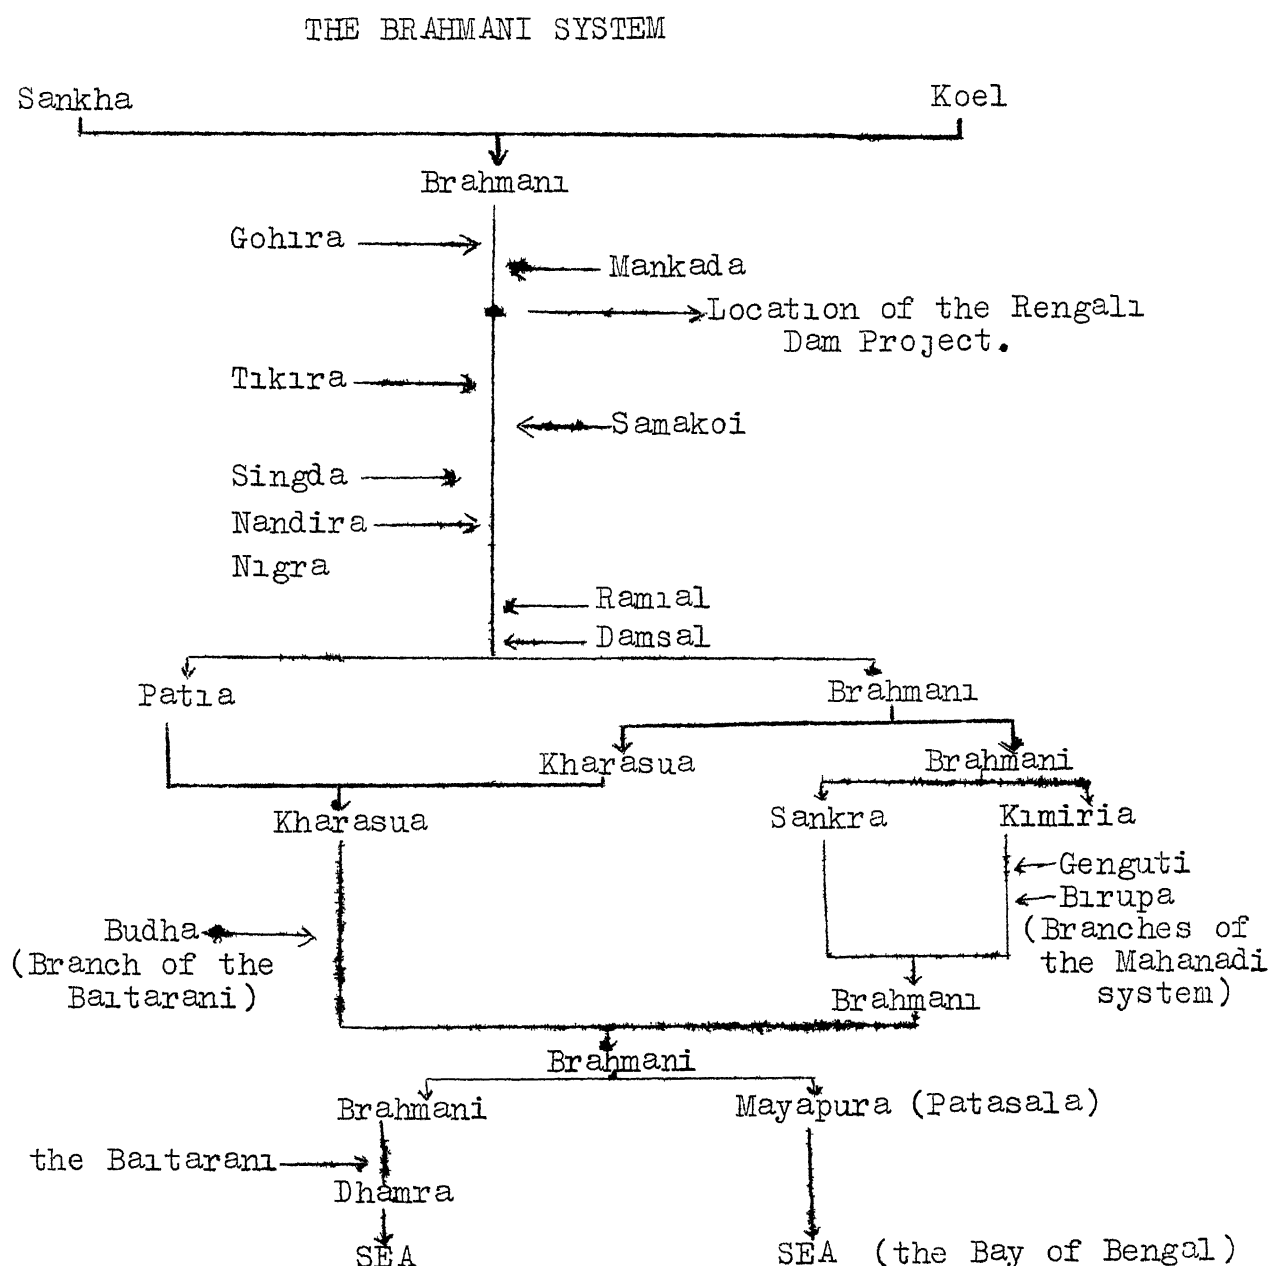 THE BRAHMANI SYSTEM
Sankha
Koel
Brahmani
Gohira
Mankada
Location of the Rengali
Dam Project.
Tikira
Samakoi
Singda
Nandira
Nigra
Ramial
Damsal
Patia
Brahmani
Kharasua
Brahmani
Kharasua
Sankra
Kimiria
Genguti
Birupa
(Branches of
the Mahanadi
system)
Budha
(Branch of the
Baitarani)
Brahmani
Brahmani
Brahmani
Mayapura (Patasala)
the Baitarani
Dhamra
SEA
SEA (the Bay of Bengal)